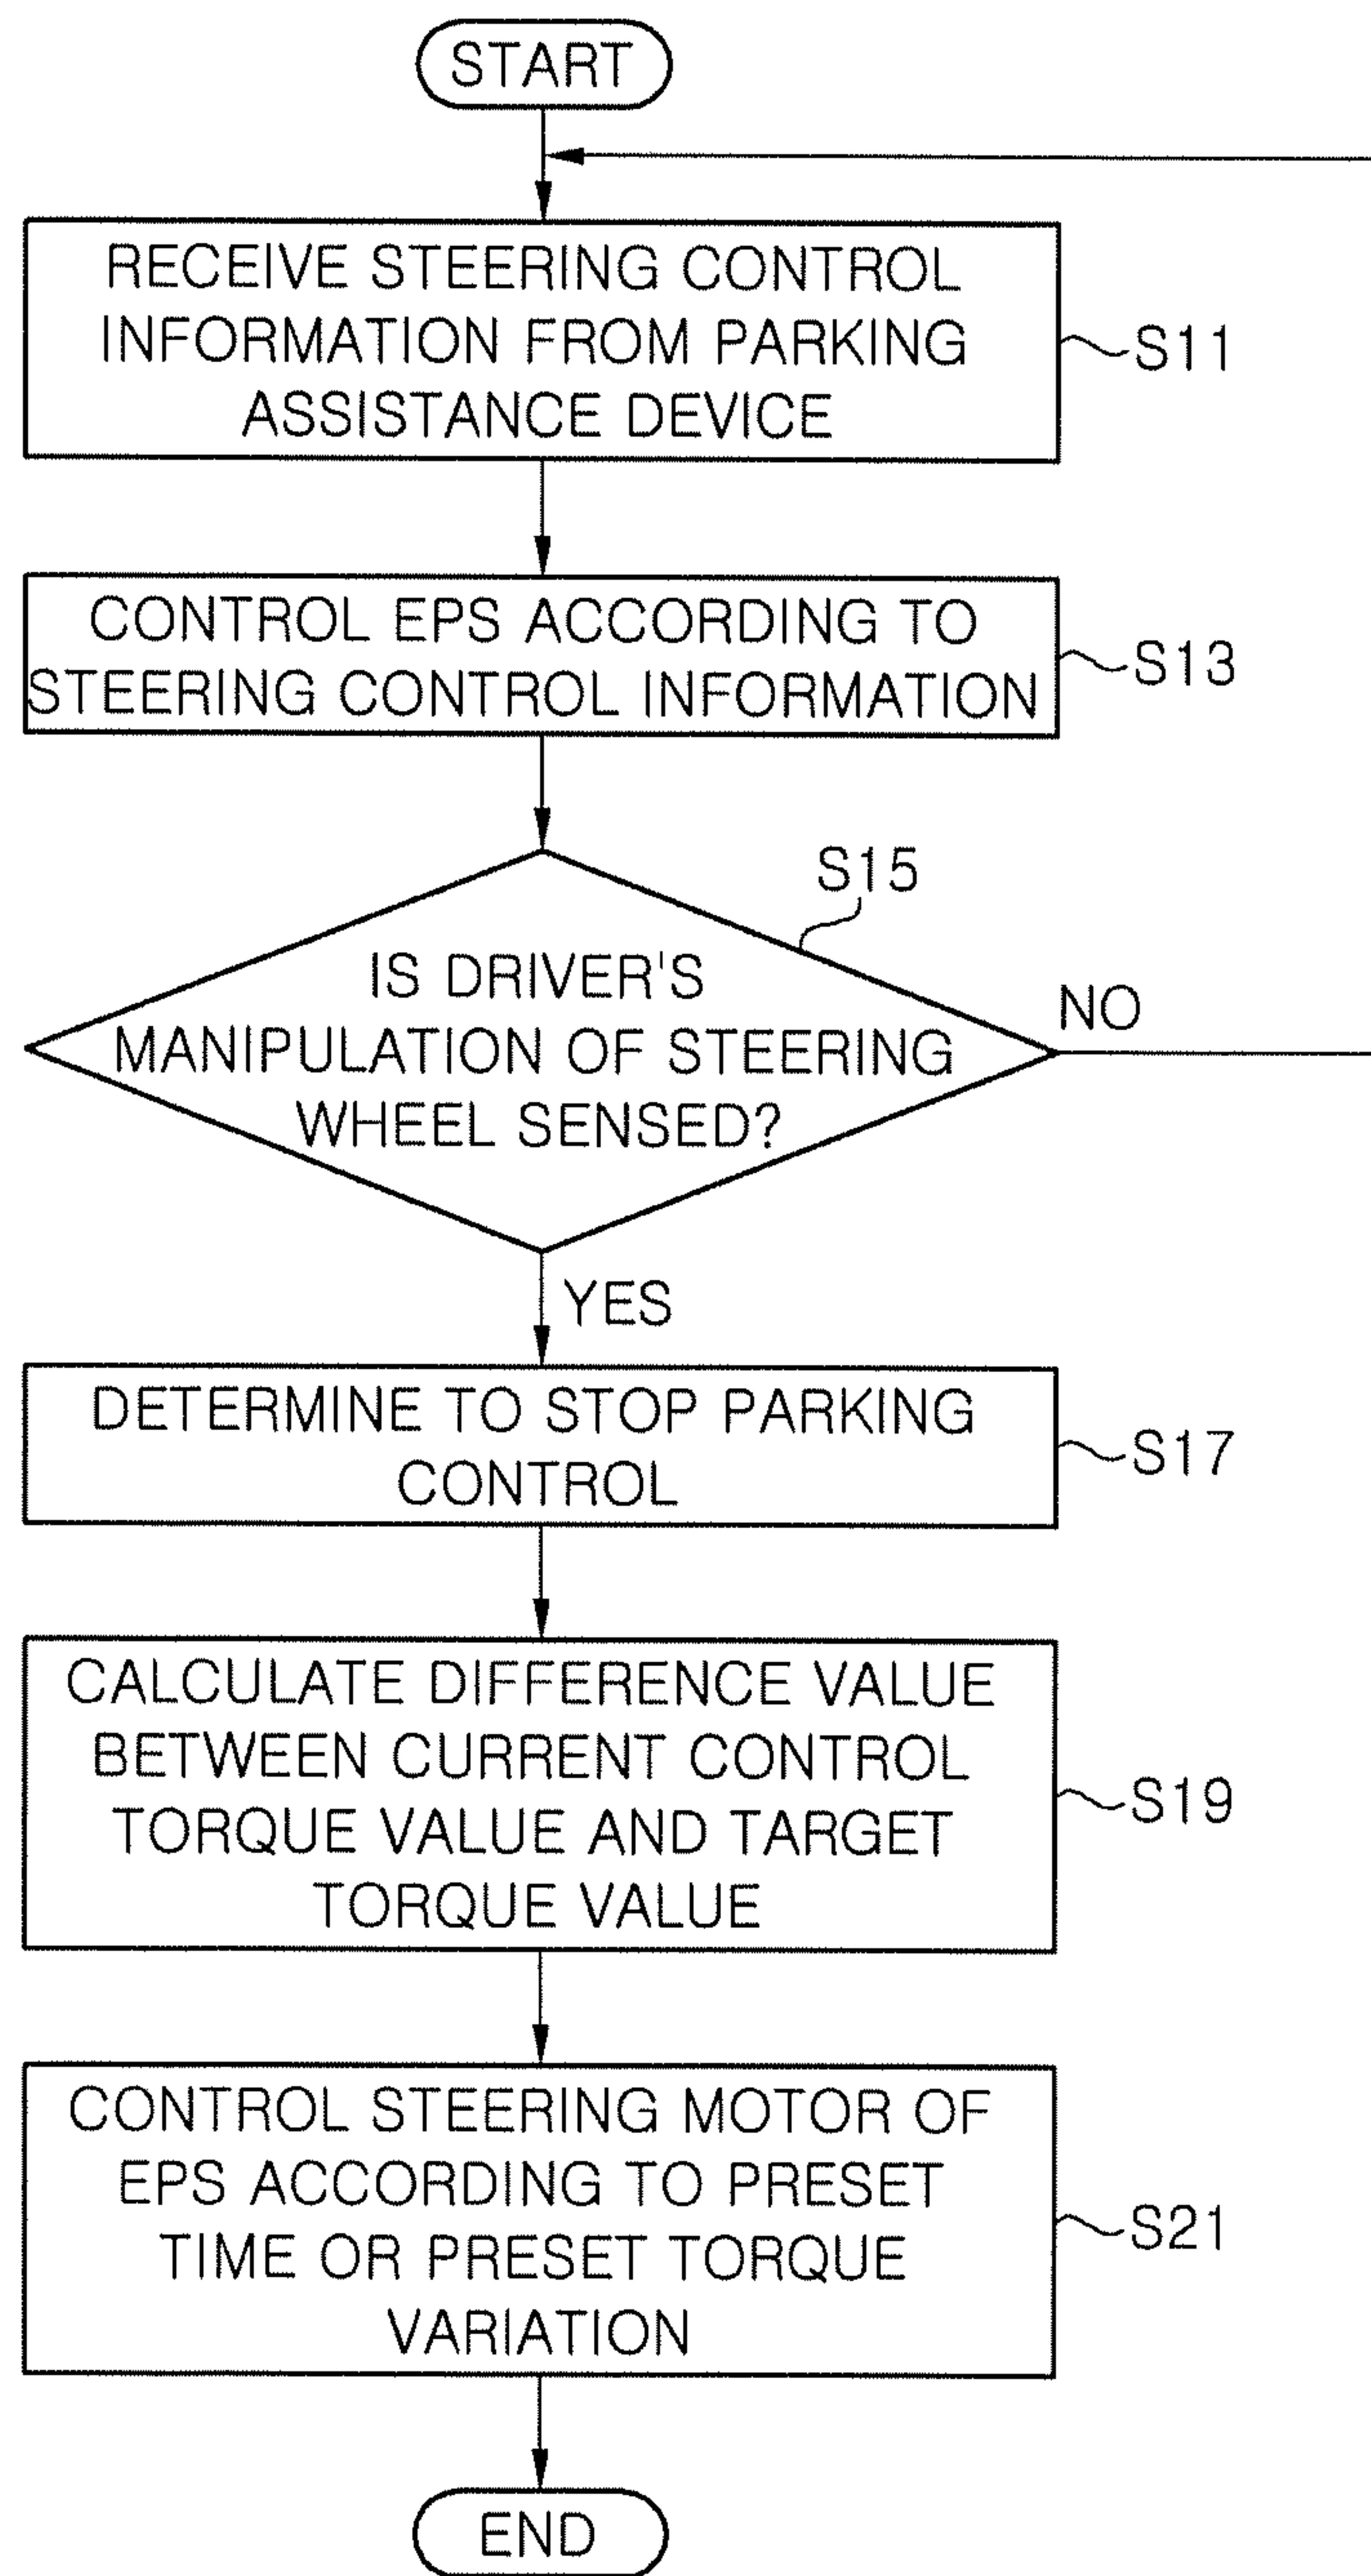 START
RECEIVE STEERING CONTROL
INFORMATION FROM PARKING
ASSISTANCE DEVICE
S11
CONTROL EPS ACCORDING TO
STEERING CONTROL INFORMATION
S13
S15
IS DRIVER'S
MANIPULATION OF STEERING
WHEEL SENSED?
NO
YES
DETERMINE TO STOP PARKING
CONTROL
S17
CALCULATE DIFFERENCE VALUE
BETWEEN CURRENT CONTROL
TORQUE VALUE AND TARGET
TORQUE VALUE
S19
CONTROL STEERING MOTOR OF
EPS ACCORDING TO PRESET
TIME OR PRESET TORQUE
VARIATION
S21
END